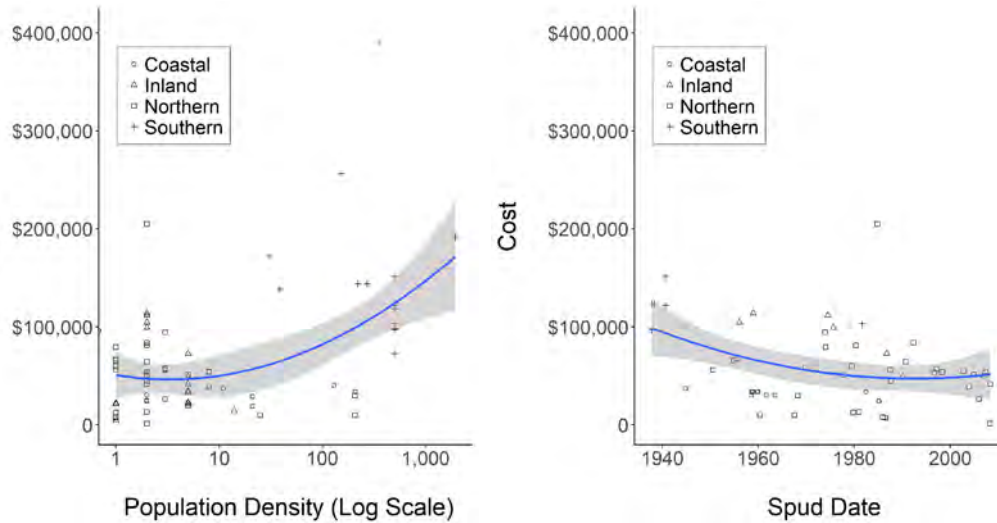 $400,000
$300,000
$200,000
$100,000
0
Coastal
Inland
Northern
Southern
1
10
100
1,000
Population Density (Log Scale)
Cost
$400,000
$300,000
$200,000
$100,000
0
Coastal
Inland
Northern
Southern
1940
1960
1980
2000
Spud Date